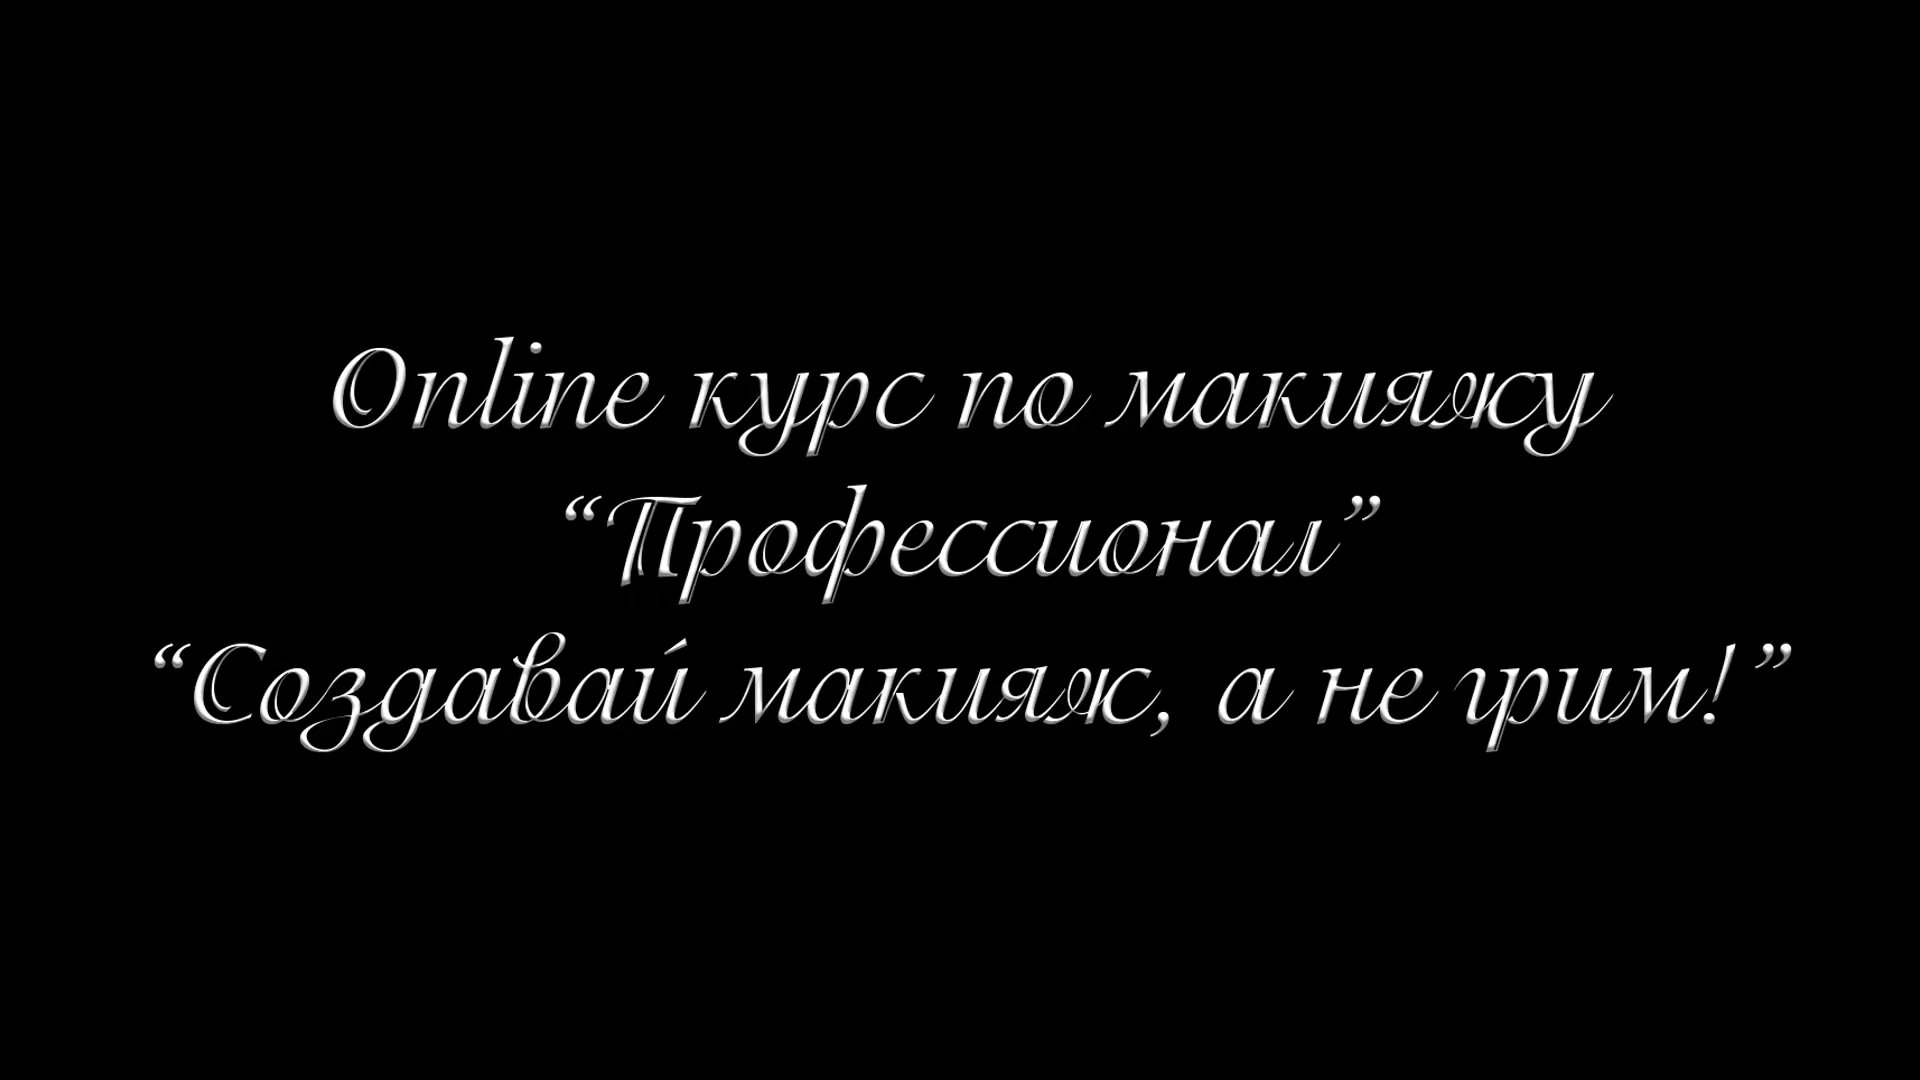 Online курс по макияжу
“Профессионал”
“Создавай макияж, а не грим!”